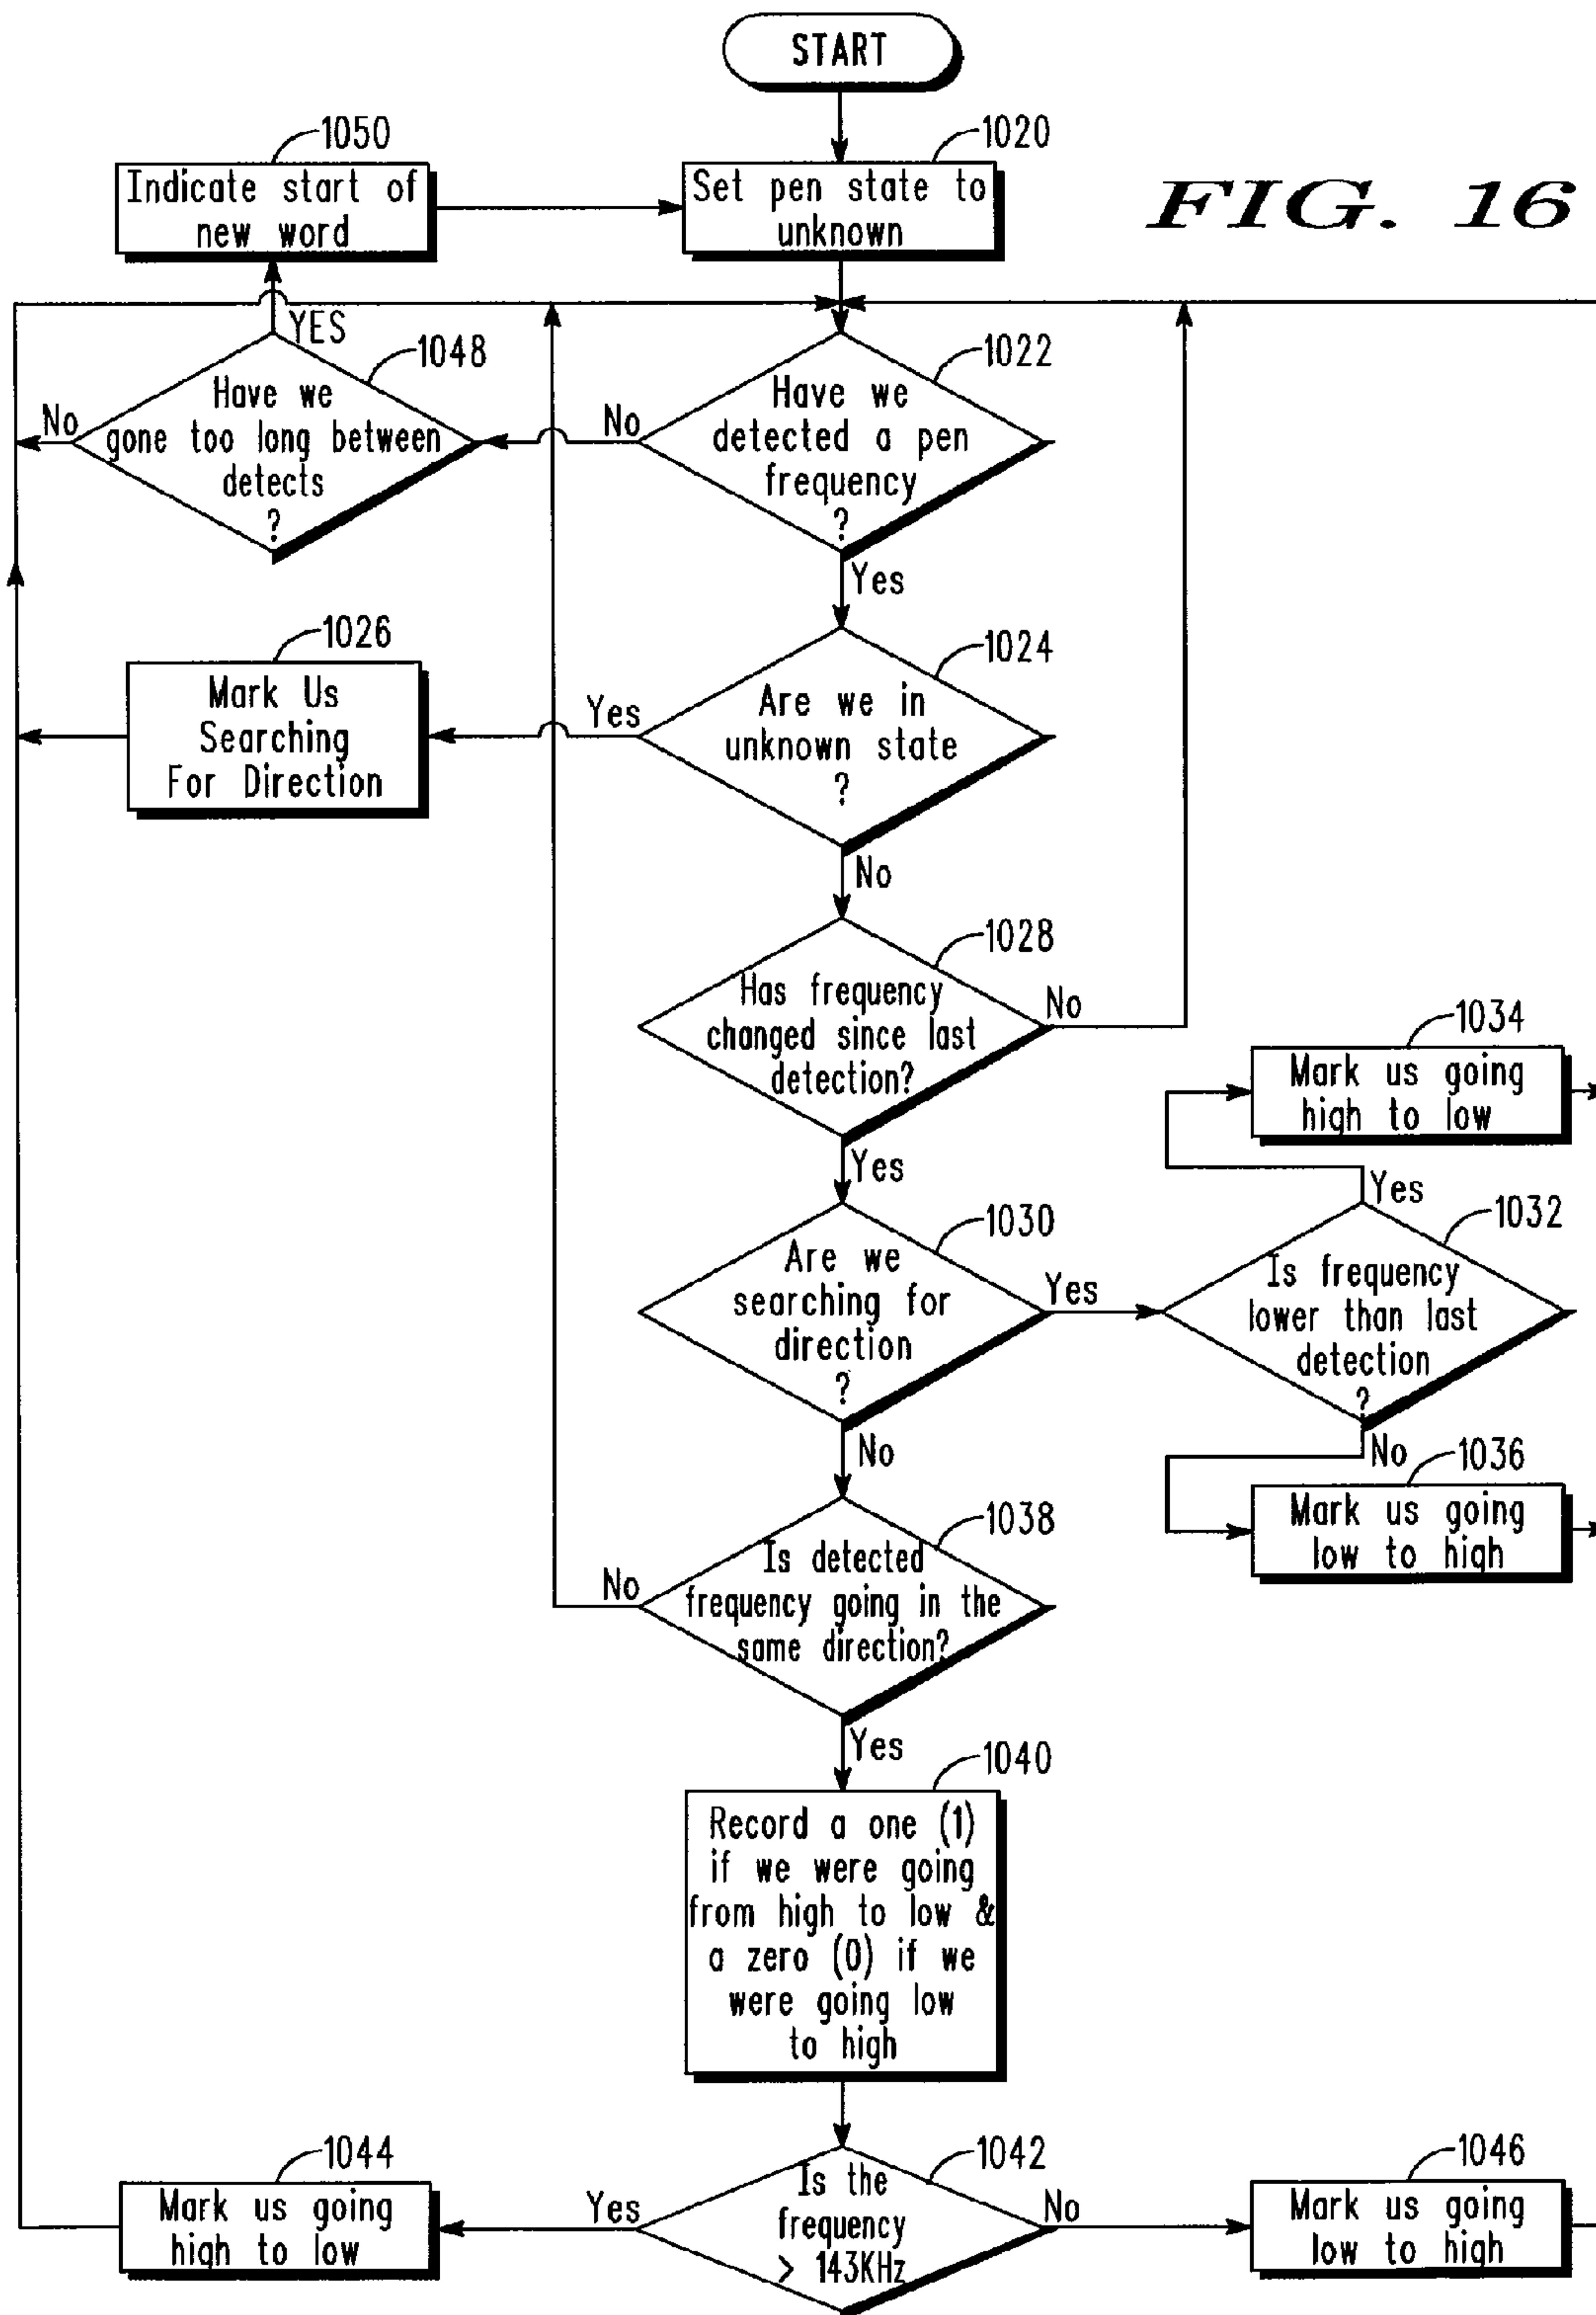 START
1050
1020
Indicate start of
new word
Set pen state to
unknown
FIG. 16
YES
1048
1022
Have we
gone too long between
detects
?
No
Have we
detected a pen
frequency
?
No
Yes
1026
1024
Mark Us
Searching
For Direction
Yes
Are we in
unknown state
?
No
1028
Has frequency
changed since last
detection?
No
1034
Mark us going
high to low
Yes
Yes
1030
1032
Are we
searching for
direction
?
Yes
Is frequency
lower than last
detection
?
No
No
1036
Mark us going
low to high
1038
Is detected
frequency going in the
same direction?
No
Yes
1040
Record a one (1)
if we were going
from high to low &
a zero (0) if we
were going low
to high
1044
1042
1046
Mark us going
high to low
Yes
Is the
frequency
> 143KHz
No
Mark us going
low to high